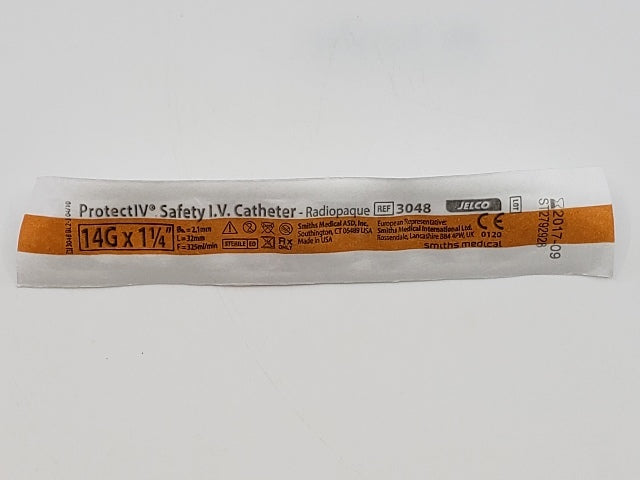 ProtectIV® Safety I.V. Catheter - Radiopaque REF 3048 JELCO LOT
14G x 1¼"
= 2.1mm
L = 32mm
F = 325ml/min
STERILE EO
Rx ONLY
Smiths Medical ASD, Inc.
Southington, CT 06489 USA
Made in USA
European Representative:
Smiths Medical International Ltd.
Rossendale, Lancashire BB4 4PW, UK
CE
0120
smiths medical
2017-09